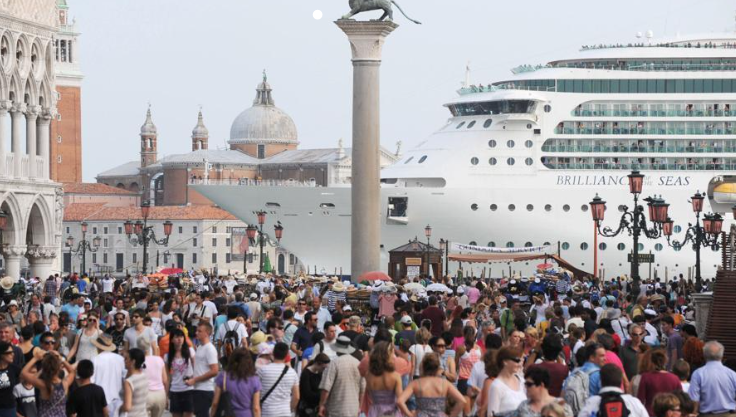 BRILLIANCE OF THE SEAS